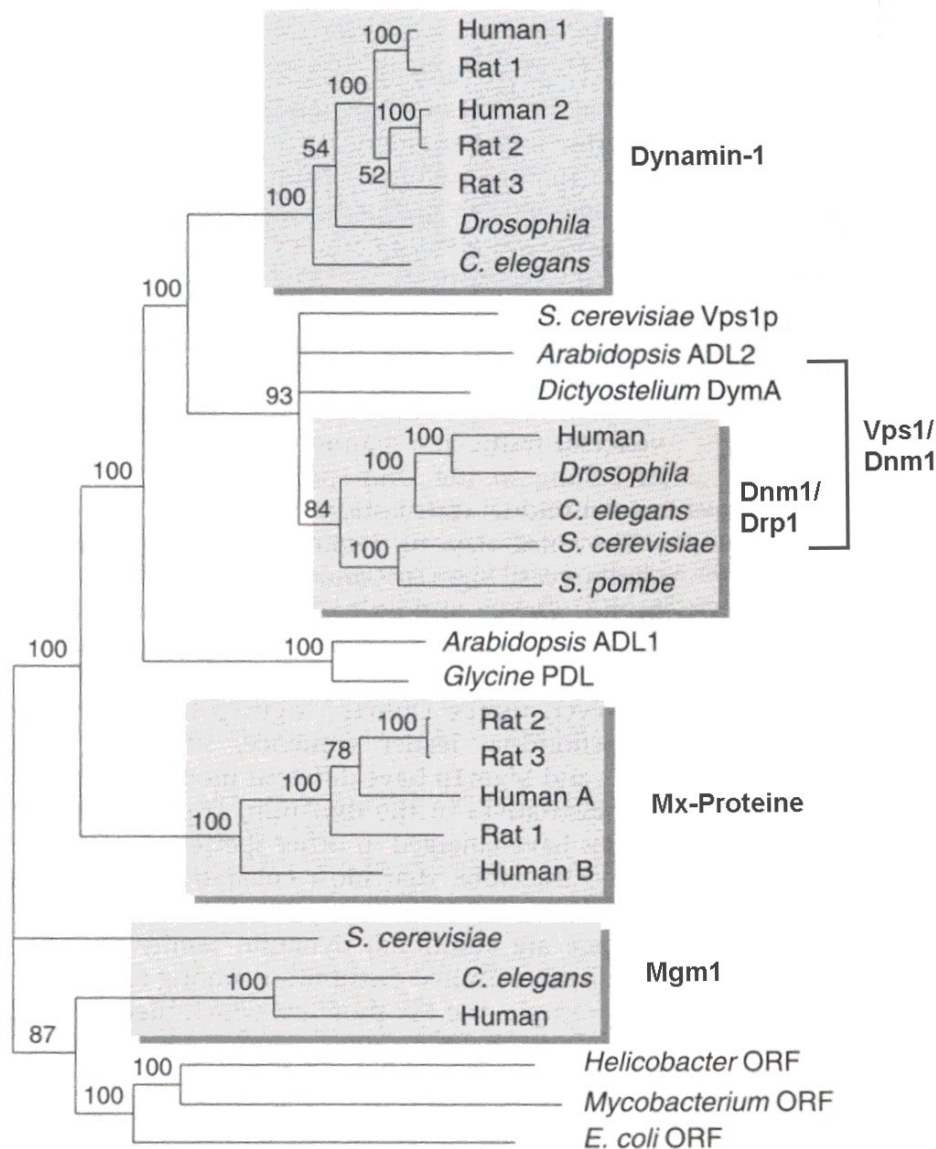 100 Human 1
Rat 1
100
100 Human 2
Rat 2
54
52 Rat 3
Dynamin-1
100
Drosophila
C. elegans
100
S. cerevisiae Vps1p
Arabidopsis ADL2
93 Dictyostelium DymA
Vps1/
Dnm1
100 Human
100 Drosophila
100
84 C. elegans
Dnm1/
Drp1
100 S. cerevisiae
S. pombe
100
100 Arabidopsis ADL1
Glycine PDL
100 Rat 2
78 Rat 3
100 Human A
Mx-Proteine
100 Rat 1
Human B
S. cerevisiae
100 C. elegans
Mgm1
Human
87
100 Helicobacter ORF
100 Mycobacterium ORF
E. coli ORF